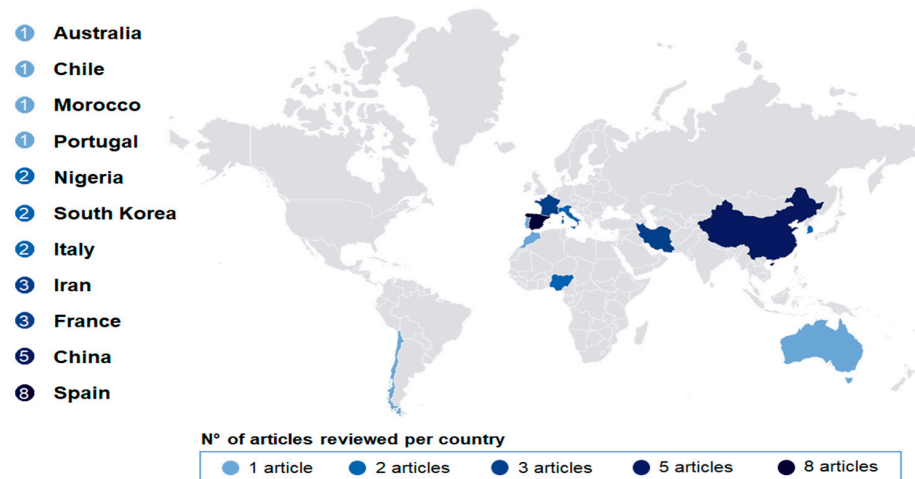 1 Australia
1 Chile
1 Morocco
1 Portugal
2 Nigeria
2 South Korea
2 Italy
3 Iran
3 France
5 China
8 Spain
N° of articles reviewed per country
1 article 2 articles 3 articles 5 articles 8 articles